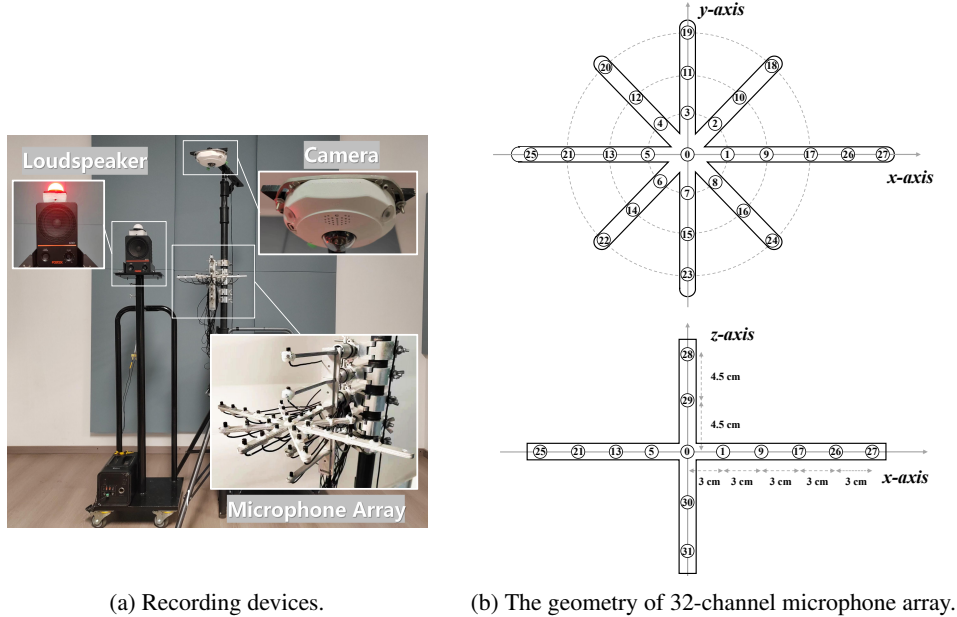 Loudspeaker
Camera
Microphone Array
(a) Recording devices.
y-axis
19
20
18
11
12
10
3
4
2
25
21
13
5
0
1
9
17
26
27
x-axis
6
8
7
14
16
15
22
24
23
z-axis
28
4.5 cm
29
4.5 cm
25
21
13
5
0
1
9
17
26
27
3 cm
3 cm
3 cm
3 cm
3 cm
x-axis
30
31
(b) The geometry of 32-channel microphone array.